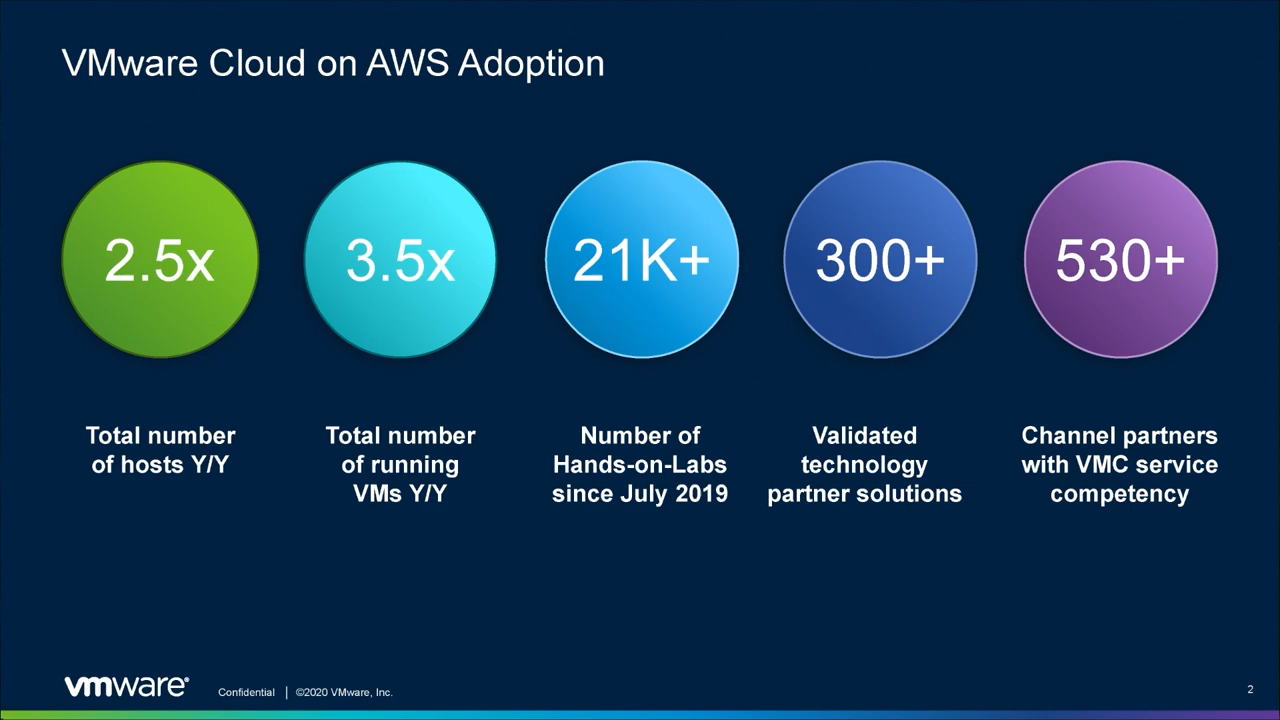 VMware Cloud on AWS Adoption
2.5x
3.5x
21K+
300+
530+
Total number
of hosts Y/Y
Total number
of running
VMs Y/Y
Number of
Hands-on-Labs
since July 2019
Validated
technology
partner solutions
Channel partners
with VMC service
competency
vmware®
Confidential | ©2020 VMware, Inc.
2